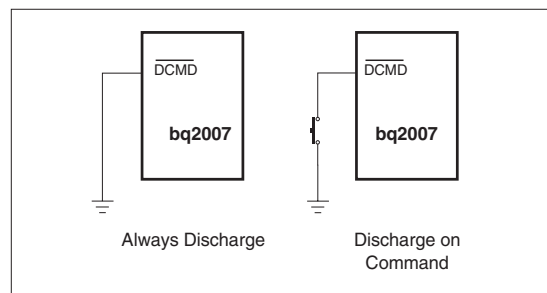 DCMD
bq2007
Always Discharge
DCMD
bq2007
Discharge on
Command